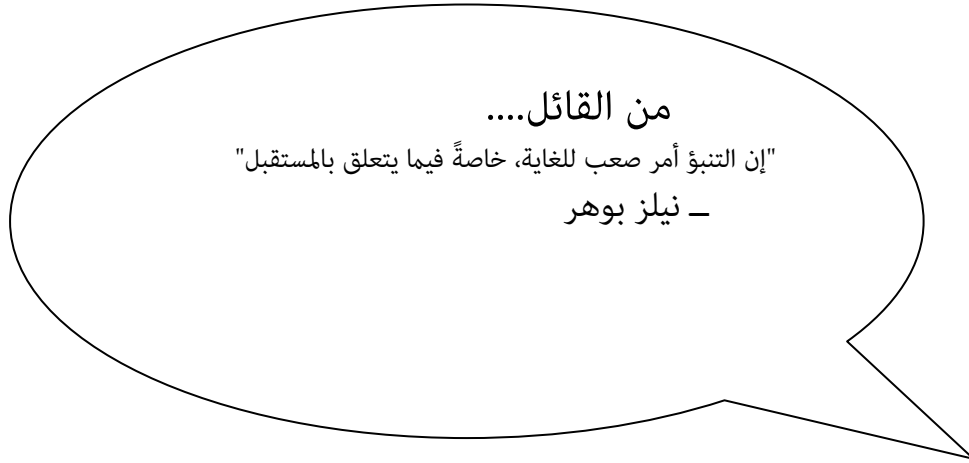 من القائل....
"إن التنبؤ أمر صعب للغاية، خاصةً فيما يتعلق بالمستقبل"
– نيلز بوهر